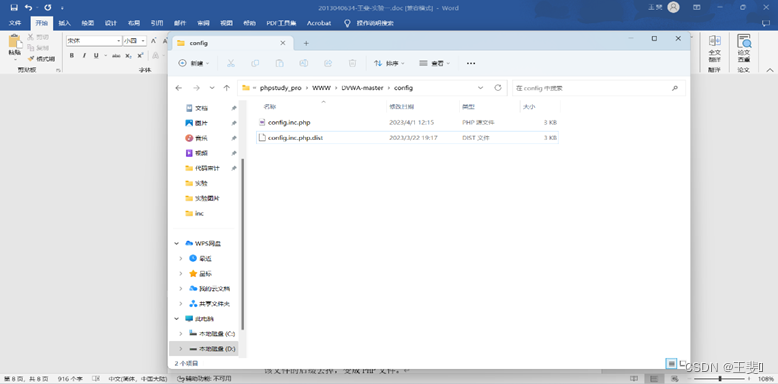 2013040634-王斐-实验一.doc [兼容模式] - Word
王斐
文件 开始 插入 绘图 设计 布局 引用 邮件 审阅 视图 帮助 PDF工具集 Acrobat 操作说明搜索
粘贴
剪切
复制
格式刷
剪贴板
宋体 小四
B I U abc x₂ x²
字体
全文翻译
翻译
论文查重
论文
config
新建 排序 查看
phpstudy_pro > WWW > DVWA-master > config
在 config 中搜索
名称 修改日期 类型 大小
config.inc.php 2023/4/1 12:15 PHP 源文件 3 KB
config.inc.php.dist 2023/3/22 19:17 DIST 文件 3 KB
文档
图片
音乐
视频
代码审计
实验
实验图片
inc
WPS网盘
最近
星标
我的云文档
共享文件夹
此电脑
本地磁盘 (C:)
本地磁盘 (D:)
2 个项目
该文件的后缀去掉，变成 PHP 文件。
第 8 页，共 8 页 916 个字 中文(简体，中国大陆) 辅助功能: 不可用
108%
CSDN @王斐